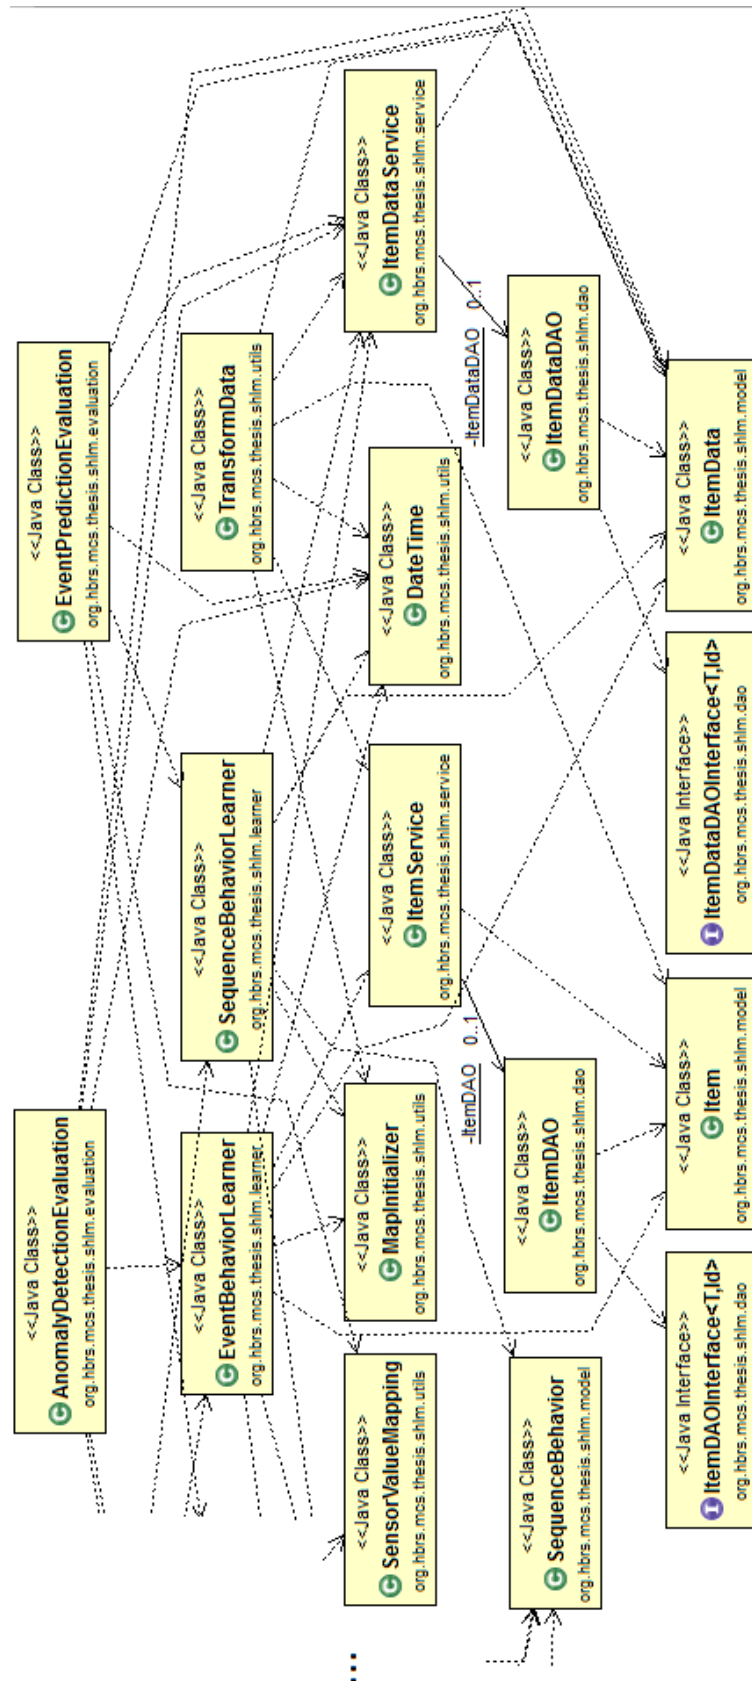 <<Java Class>>
EventPredictionEvaluation
org.hbrs.mcs.thesis.shlm.evaluation
<<Java Class>>
AnomalyDetectionEvaluation
org.hbrs.mcs.thesis.shlm.evaluation
<<Java Class>>
TransformData
org.hbrs.mcs.thesis.shlm.utils
<<Java Class>>
SequenceBehaviorLearner
org.hbrs.mcs.thesis.shlm.learner
<<Java Class>>
EventBehaviorLearner
org.hbrs.mcs.thesis.shlm.learner
<<Java Class>>
ItemDataService
org.hbrs.mcs.thesis.shlm.service
<<Java Class>>
DateTime
org.hbrs.mcs.thesis.shlm.utils
<<Java Class>>
ItemService
org.hbrs.mcs.thesis.shlm.service
<<Java Class>>
MapInitializer
org.hbrs.mcs.thesis.shlm.utils
<<Java Class>>
SensorValueMapping
org.hbrs.mcs.thesis.shlm.utils
...
-ItemDataDAO 0..1
-ItemDAO 0..1
<<Java Class>>
ItemDataDAO
org.hbrs.mcs.thesis.shlm.dao
<<Java Class>>
ItemDAO
org.hbrs.mcs.thesis.shlm.dao
<<Java Class>>
SequenceBehavior
org.hbrs.mcs.thesis.shlm.model
<<Java Class>>
ItemData
org.hbrs.mcs.thesis.shlm.model
<<Java Interface>>
ItemDataDAOInterface<T,Id>
org.hbrs.mcs.thesis.shlm.dao
<<Java Class>>
Item
org.hbrs.mcs.thesis.shlm.model
<<Java Interface>>
ItemDAOInterface<T,Id>
org.hbrs.mcs.thesis.shlm.dao